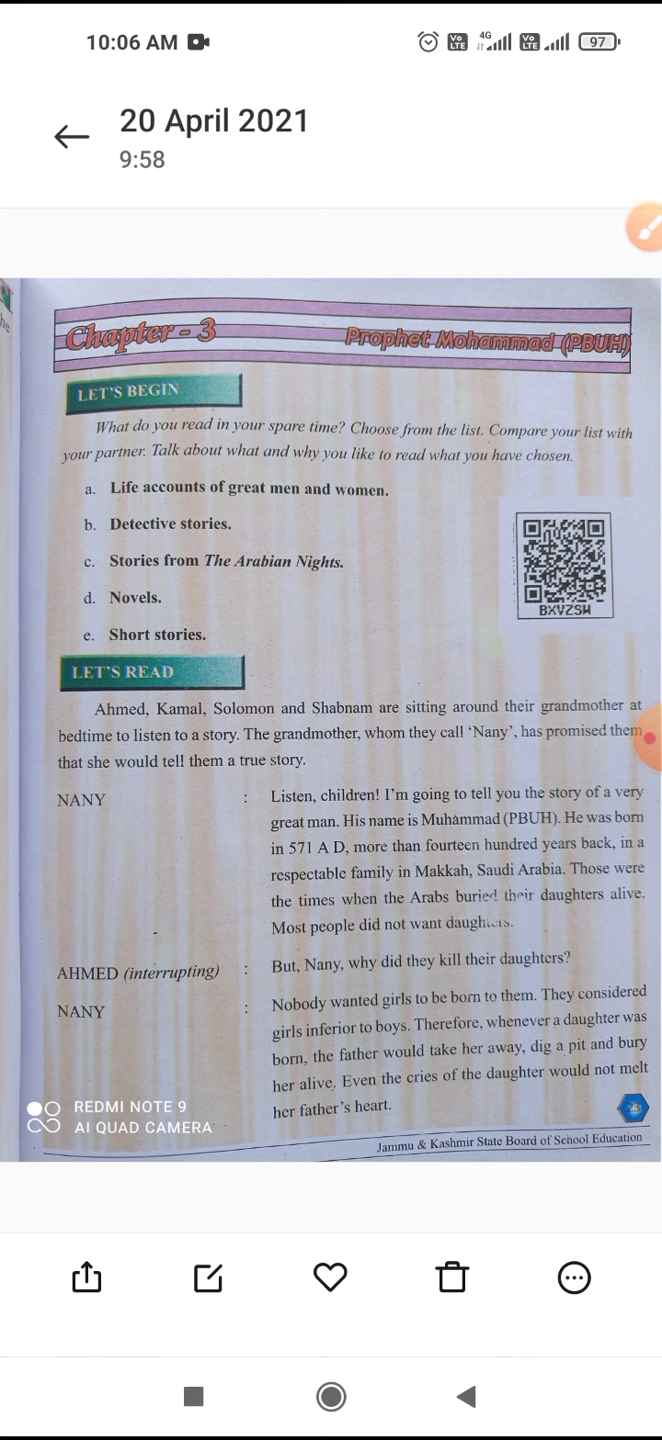 10:06 AM
Vo LTE 4G Vo LTE 97
20 April 2021
9:58
he
Chapter - 3 Prophet Mohammad (PBUH)
LET'S BEGIN
What do you read in your spare time? Choose from the list. Compare your list with
your partner. Talk about what and why you like to read what you have chosen.
a. Life accounts of great men and women.
b. Detective stories.
c. Stories from The Arabian Nights.
d. Novels.
e. Short stories.
BXVZSW
LET'S READ
Ahmed, Kamal, Solomon and Shabnam are sitting around their grandmother at
bedtime to listen to a story. The grandmother, whom they call 'Nany', has promised them
that she would tell them a true story.
NANY : Listen, children! I'm going to tell you the story of a very
great man. His name is Muhammad (PBUH). He was born
in 571 A D, more than fourteen hundred years back, in a
respectable family in Makkah, Saudi Arabia. Those were
the times when the Arabs buried their daughters alive.
Most people did not want daughters.
AHMED (interrupting) : But, Nany, why did they kill their daughters?
NANY : Nobody wanted girls to be born to them. They considered
girls inferior to boys. Therefore, whenever a daughter was
born, the father would take her away, dig a pit and bury
her alive. Even the cries of the daughter would not melt
her father's heart.
23
Jammu & Kashmir State Board of School Education
REDMI NOTE 9
AI QUAD CAMERA